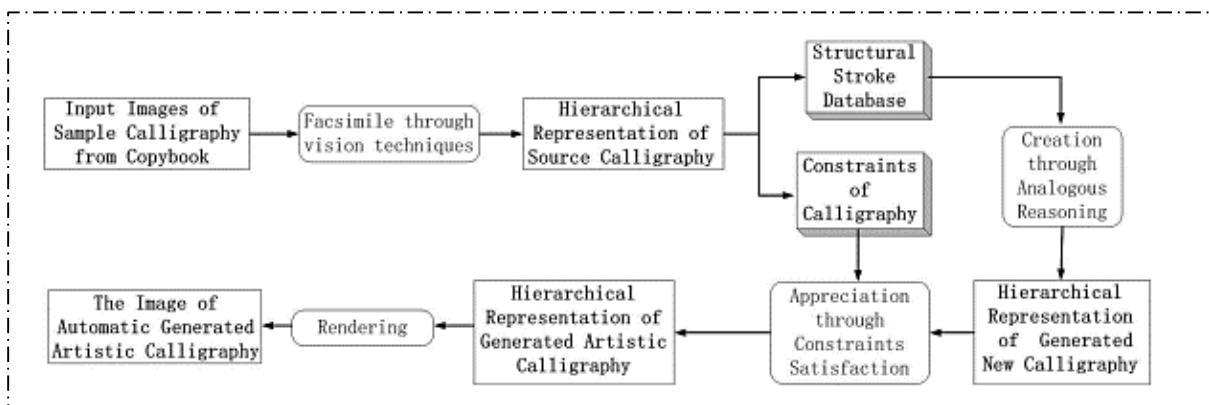 Input Images of
Sample Calligraphy
from Copybook
Facsimile through
vision techniques
Hierarchical
Representation of
Source Calligraphy
Structural
Stroke
Database
Constraints
of
Calligraphy
Creation
through
Analogous
Reasoning
Hierarchical
Representation
of Generated
New Calligraphy
Appreciation
through
Constraints
Satisfaction
Hierarchical
Representation of
Generated Artistic
Calligraphy
Rendering
The Image of
Automatic Generated
Artistic Calligraphy